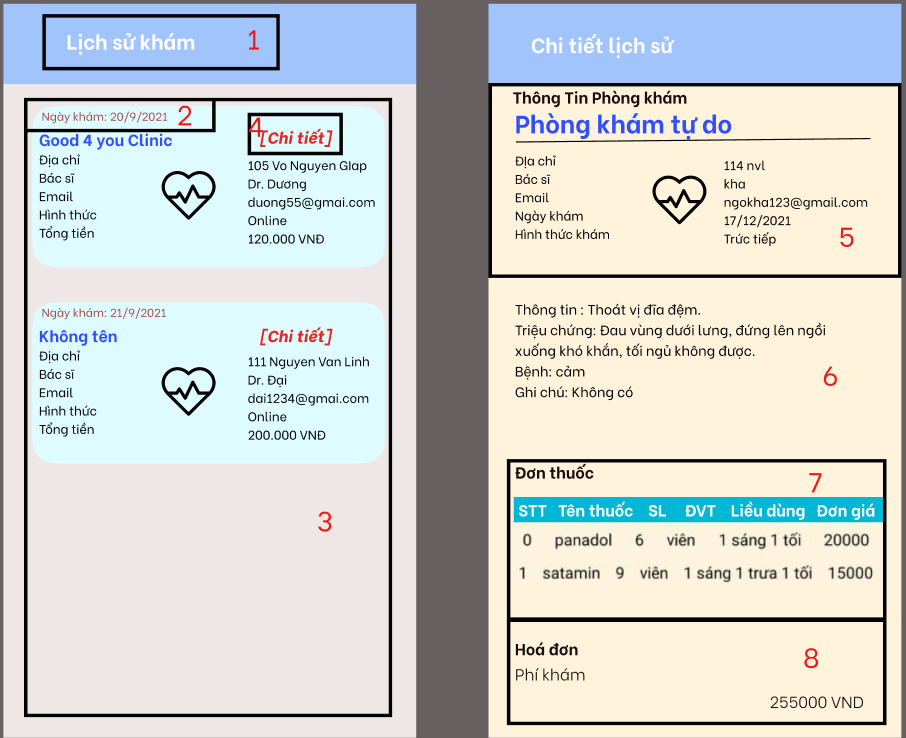 Lịch sử khám 1
Ngày khám: 20/9/2021 2
Good 4 you Clinic
4 [Chi tiết]
Địa chỉ 105 Vo Nguyen GIap
Bác sĩ Dr. Dương
Email duong55@gmai.com
Hình thức Online
Tổng tiền 120.000 VNĐ
Ngày khám: 21/9/2021
Không tên [Chi tiết]
Địa chỉ 111 Nguyen Van Linh
Bác sĩ Dr. Đại
Email dai1234@gmai.com
Hình thức Online
Tổng tiền 200.000 VNĐ
3
Chi tiết lịch sử
Thông Tin Phòng khám
Phòng khám tự do
Địa chỉ 114 nvl
Bác sĩ kha
Email ngokha123@gmail.com
Ngày khám 17/12/2021
Hình thức khám Trực tiếp 5
Thông tin : Thoát vị đĩa đệm.
Triệu chứng: Đau vùng dưới lưng, đứng lên ngồi
xuống khó khắn, tối ngủ không được.
Bệnh: cảm 6
Ghi chú: Không có
Đơn thuốc 7
STT Tên thuốc SL ĐVT Liều dùng Đơn giá
0 panadol 6 viên 1 sáng 1 tối 20000
1 satamin 9 viên 1 sáng 1 trưa 1 tối 15000
Hoá đơn 8
Phí khám
255000 VND